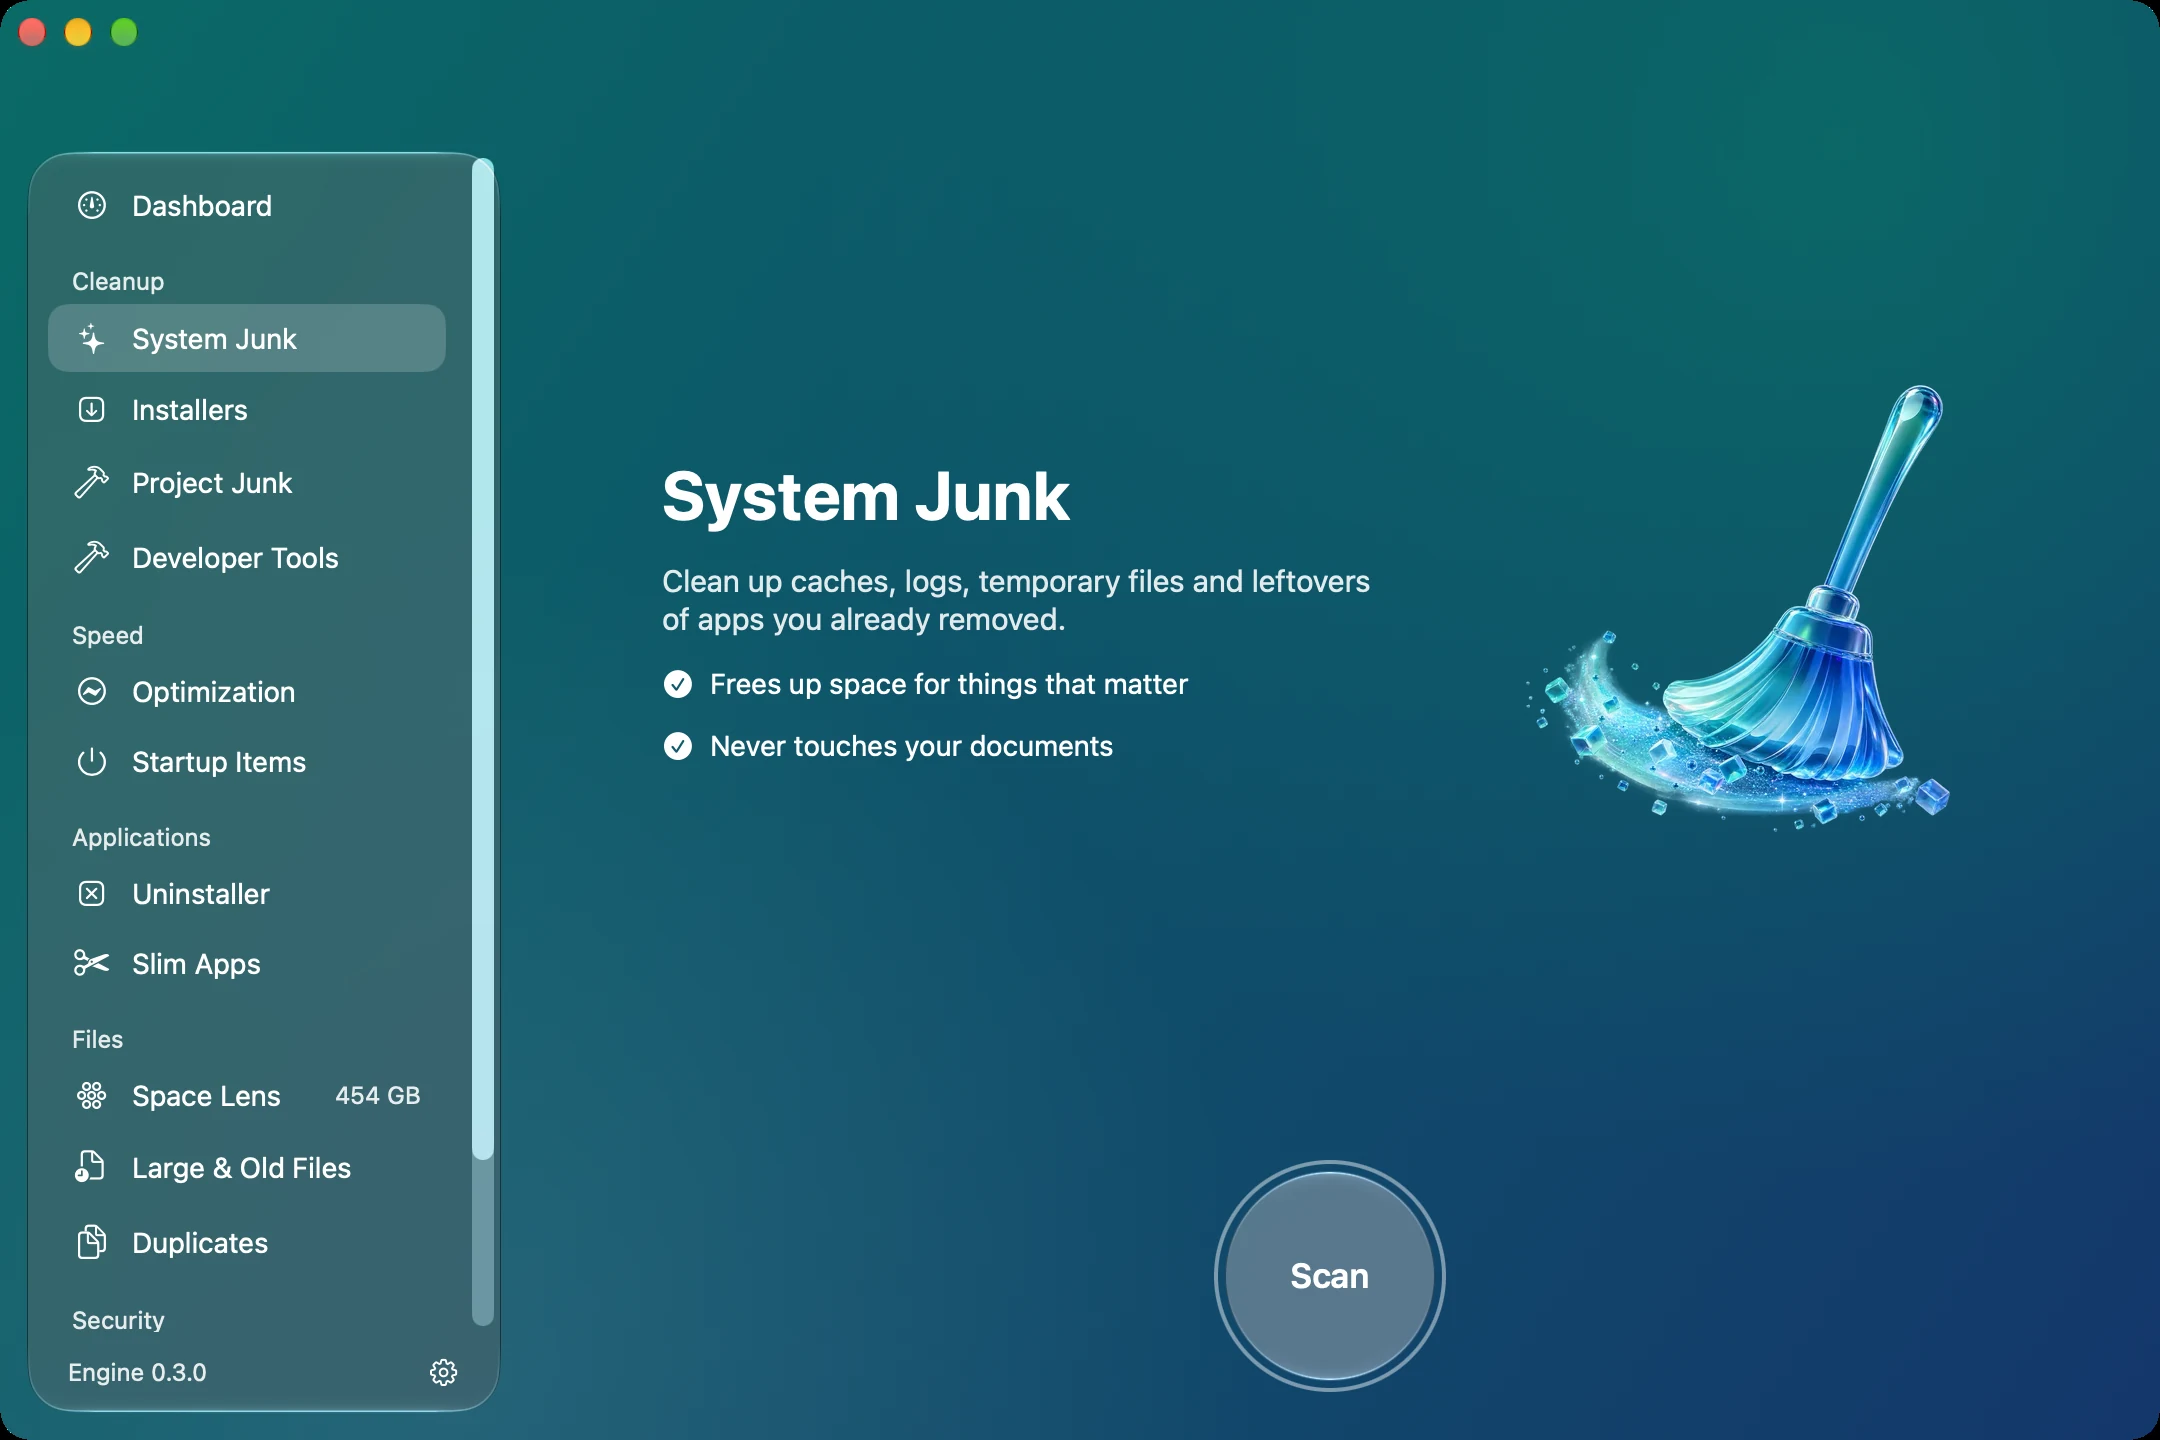 Dashboard
Cleanup
System Junk
Installers
Project Junk
Developer Tools
Speed
Optimization
Startup Items
Applications
Uninstaller
Slim Apps
Files
Space Lens 454 GB
Large & Old Files
Duplicates
Security
Engine 0.3.0
System Junk
Clean up caches, logs, temporary files and leftovers
of apps you already removed.
Frees up space for things that matter
Never touches your documents
Scan